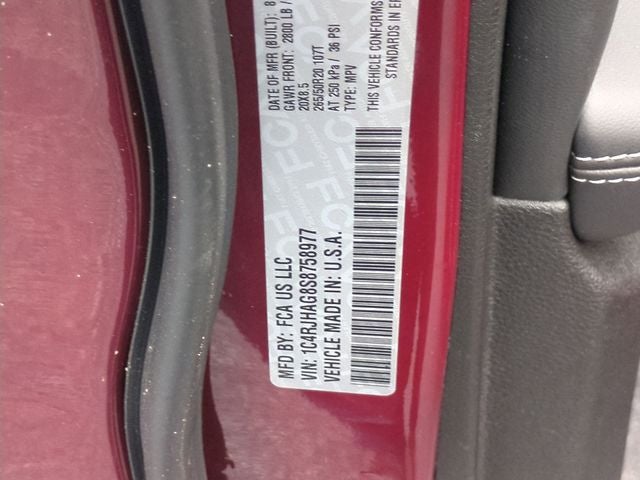 MFD BY: FCA US LLC
DATE OF MFR (BUILT): 8
GAWR FRONT: 2800 LB /
20X8.5
265/50R20 107T
AT 250 kPa / 36 PSI
TYPE: MPV
THIS VEHICLE CONFORMS
STANDARDS IN
VIN: 1C4RJHAG8S8758977
VEHICLE MADE IN: U.S.A.